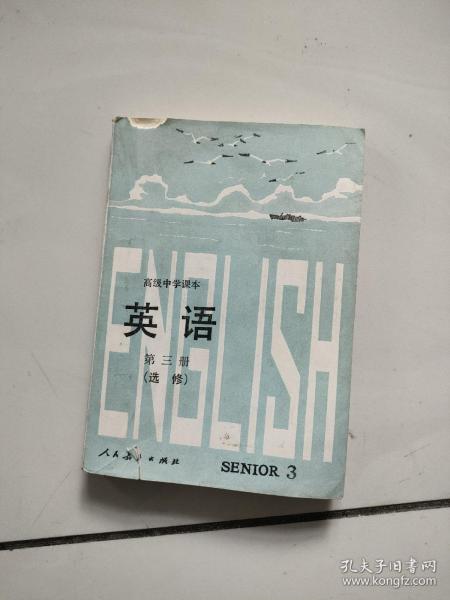 高级中学课本
英语
ENGLISH
第三册
(选修)
人民教育出版社
SENIOR 3
孔夫子旧书网
www.kongfz.com